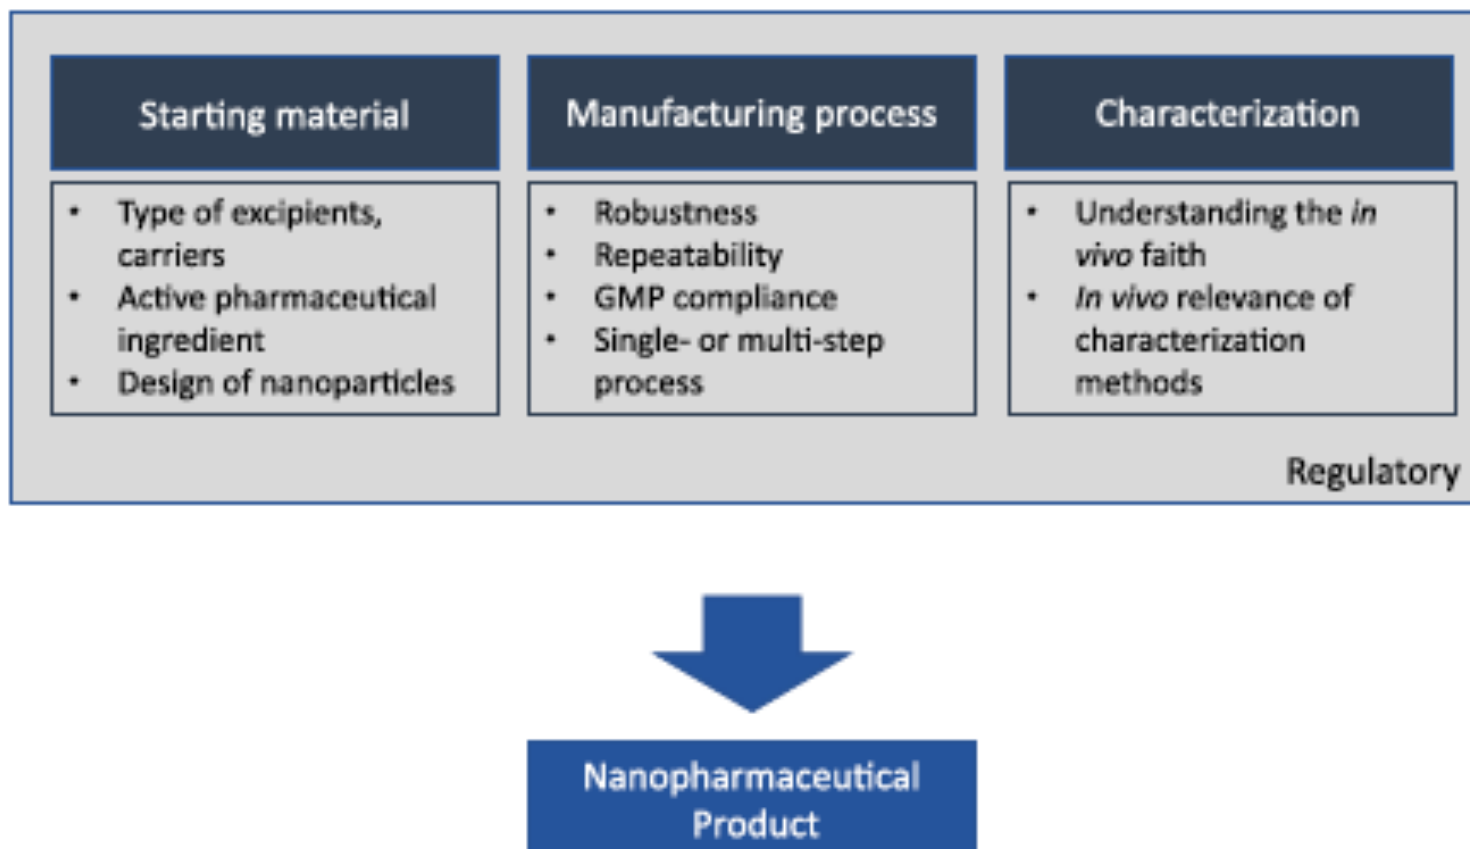 Starting material
• Type of excipients,
carriers
• Active pharmaceutical
ingredient
• Design of nanoparticles
Manufacturing process
• Robustness
• Repeatability
• GMP compliance
• Single- or multi-step
process
Characterization
• Understanding the in
vivo faith
• In vivo relevance of
characterization
methods
Regulatory
Nanopharmaceutical
Product